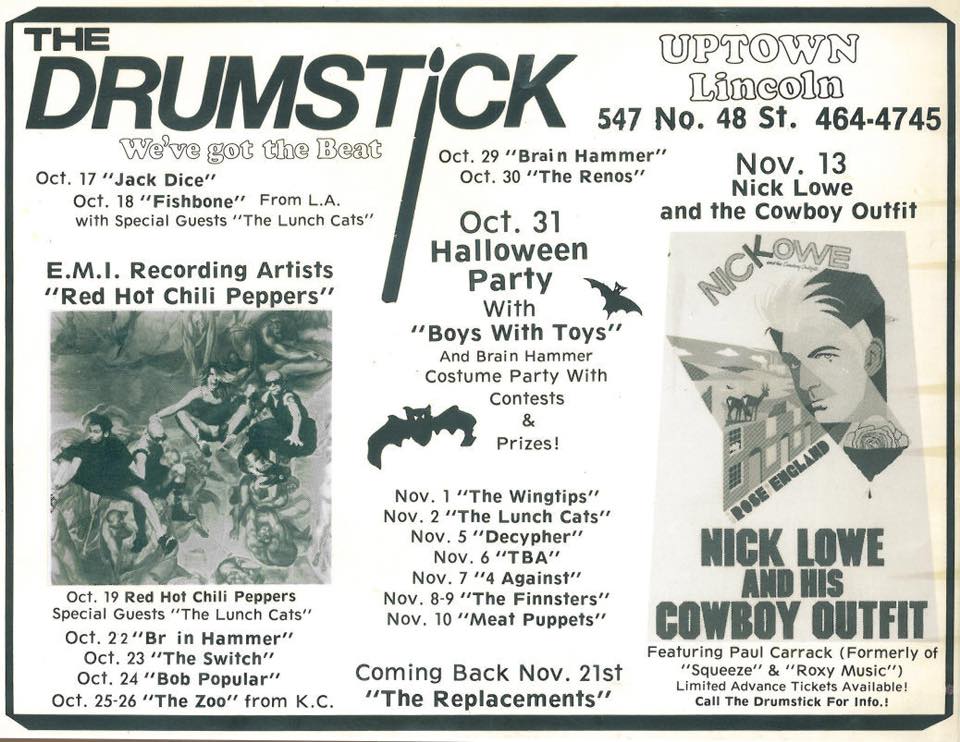 THE
DRUMSTiCK
We've got the Beat
UPTOWN
Lincoln
547 No. 48 St. 464-4745
Oct. 17 "Jack Dice"
Oct. 18 "Fishbone" From L.A.
with Special Guests "The Lunch Cats"
E.M.I. Recording Artists
"Red Hot Chili Peppers"
Oct. 19 Red Hot Chili Peppers
Special Guests "The Lunch Cats"
Oct. 22 "Br in Hammer"
Oct. 23 "The Switch"
Oct. 24 "Bob Popular"
Oct. 25-26 "The Zoo" from K.C.
Oct. 29 "Brain Hammer"
Oct. 30 "The Renos"
Oct. 31
Halloween
Party
With
"Boys With Toys"
And Brain Hammer
Costume Party With
Contests
&
Prizes!
Nov. 1 "The Wingtips"
Nov. 2 "The Lunch Cats"
Nov. 5 "Decypher"
Nov. 6 "TBA"
Nov. 7 "4 Against"
Nov. 8-9 "The Finnsters"
Nov. 10 "Meat Puppets"
Coming Back Nov. 21st
"The Replacements"
Nov. 13
Nick Lowe
and the Cowboy Outfit
NICK LOWE
and his Cowboy Outfit
ROSE OF ENGLAND
NICK LOWE
AND HIS
COWBOY OUTFIT
Featuring Paul Carrack (Formerly of
"Squeeze" & "Roxy Music")
Limited Advance Tickets Available!
Call The Drumstick For Info.!